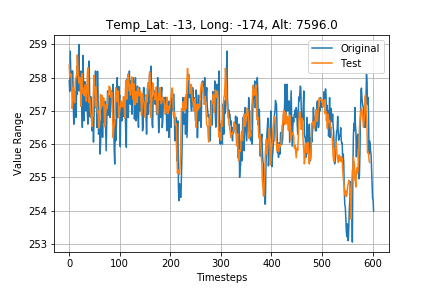 Temp_Lat: -13, Long: -174, Alt: 7596.0
Original
Test
Value Range
259
258
257
256
255
254
253
0 100 200 300 400 500 600
Timesteps